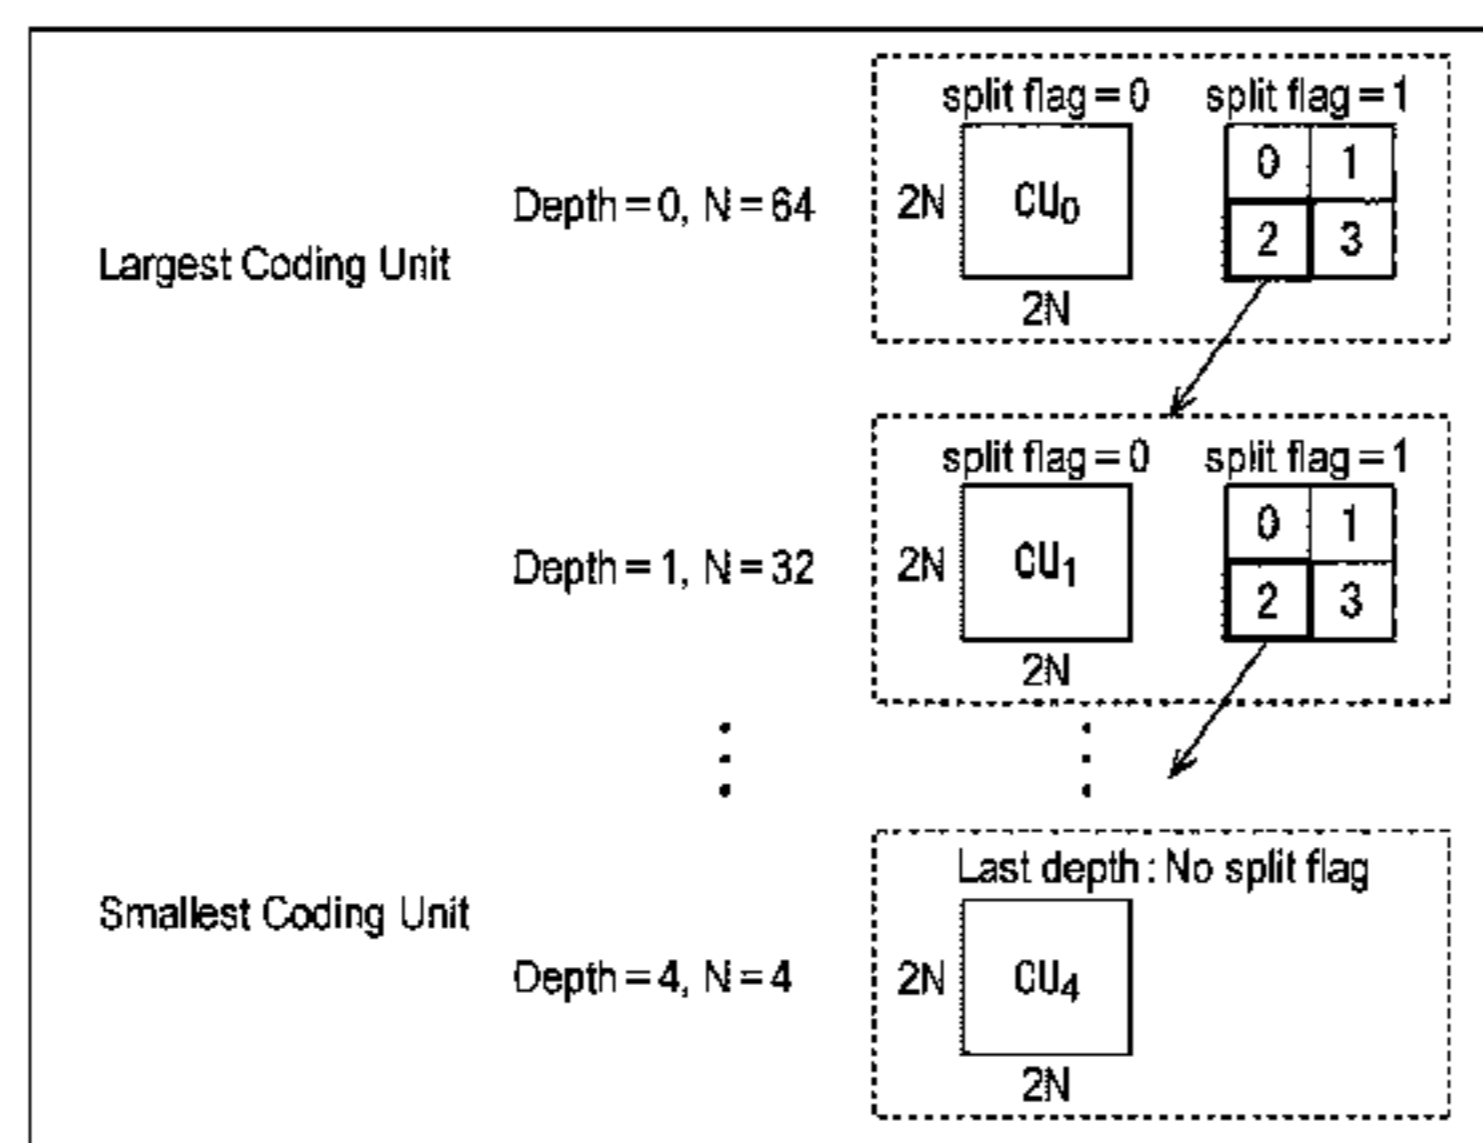 split flag = 0 split flag = 1
Largest Coding Unit
Depth = 0, N = 64
2N
CU0
2N
0 1
2 3
split flag = 0 split flag = 1
Depth = 1, N = 32
2N
CU1
2N
0 1
2 3
Last depth : No split flag
Smallest Coding Unit
Depth = 4, N = 4
2N
CU4
2N